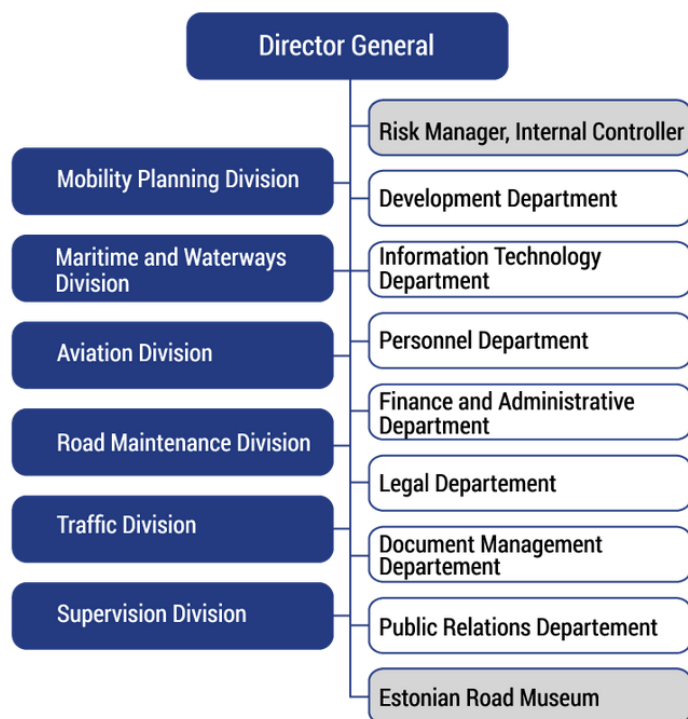 Director General
Mobility Planning Division
Maritime and Waterways
Division
Aviation Division
Road Maintenance Division
Traffic Division
Supervision Division
Risk Manager, Internal Controller
Development Department
Information Technology
Department
Personnel Department
Finance and Administrative
Department
Legal Departement
Document Management
Departement
Public Relations Departement
Estonian Road Museum